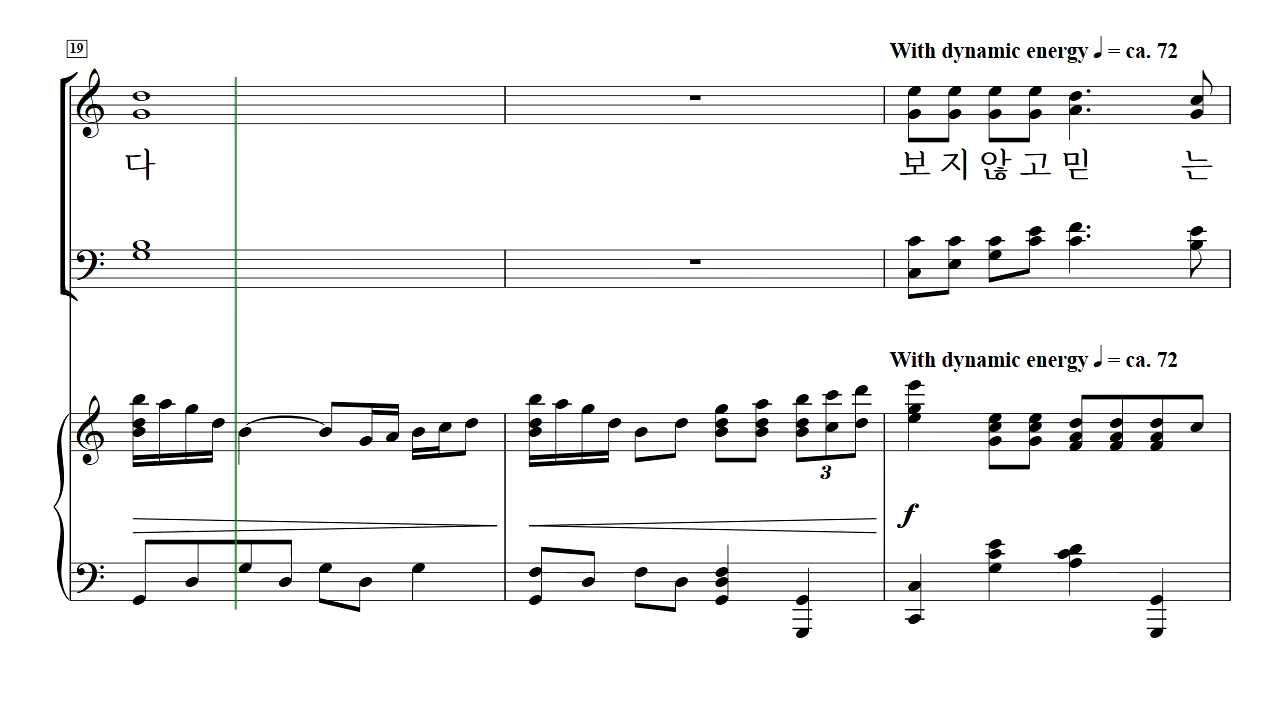 19
With dynamic energy ♩ = ca. 72
다 보지않고믿 는
With dynamic energy ♩ = ca. 72
3
f